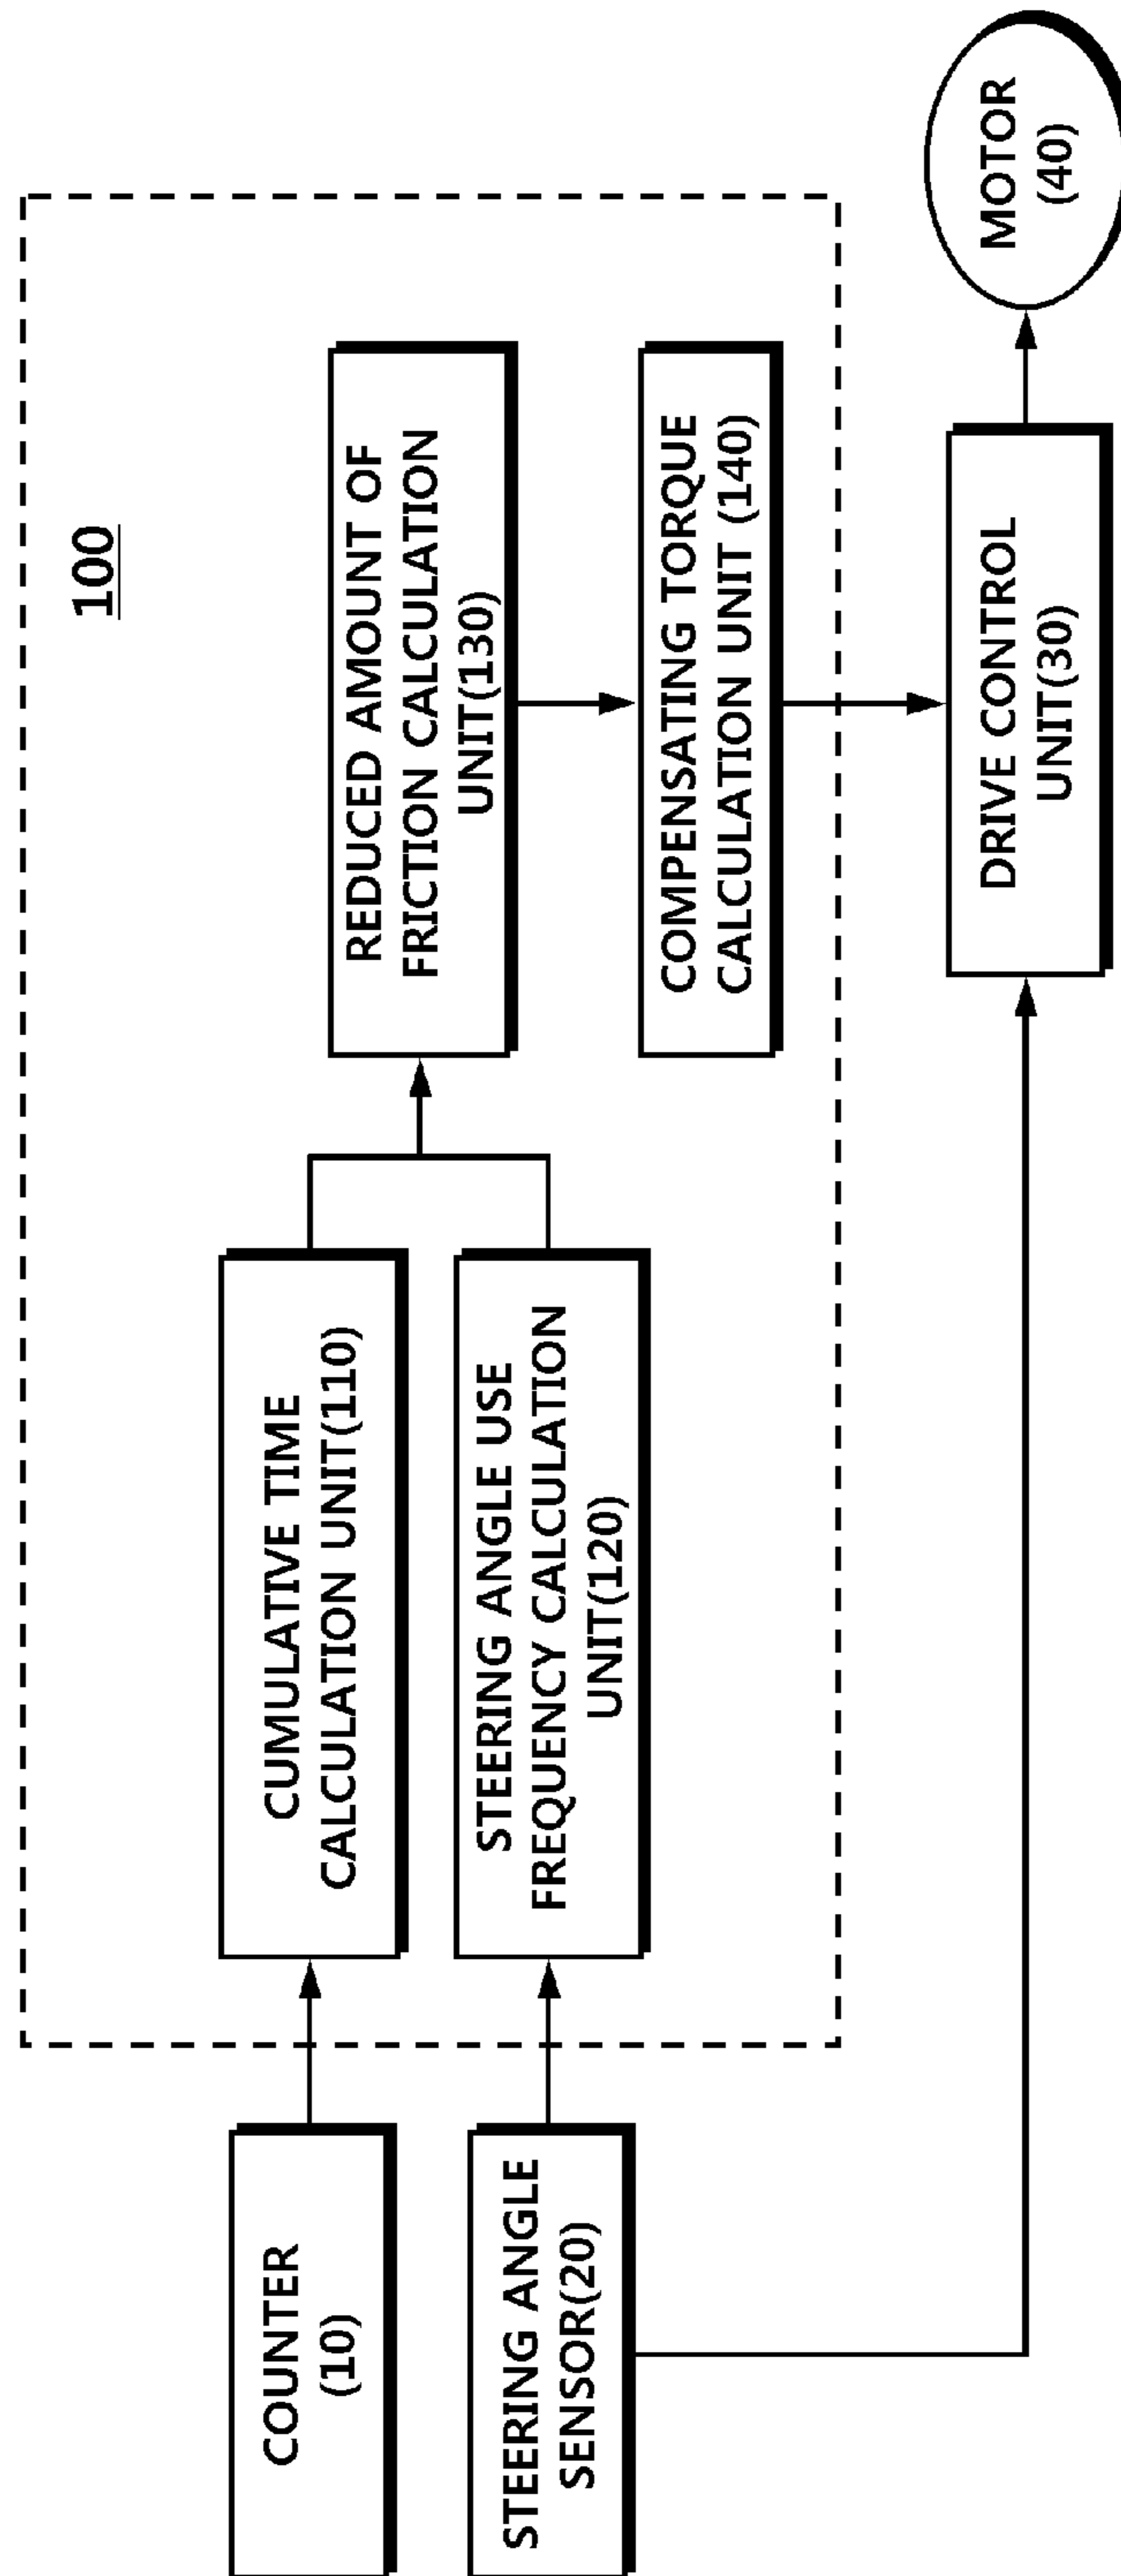 100
COUNTER
(10)
CUMULATIVE TIME
CALCULATION UNIT(110)
REDUCED AMOUNT OF
FRICTION CALCULATION
UNIT(130)
STEERING ANGLE
SENSOR(20)
STEERING ANGLE USE
FREQUENCY CALCULATION
UNIT(120)
COMPENSATING TORQUE
CALCULATION UNIT (140)
DRIVE CONTROL
UNIT(30)
MOTOR
(40)